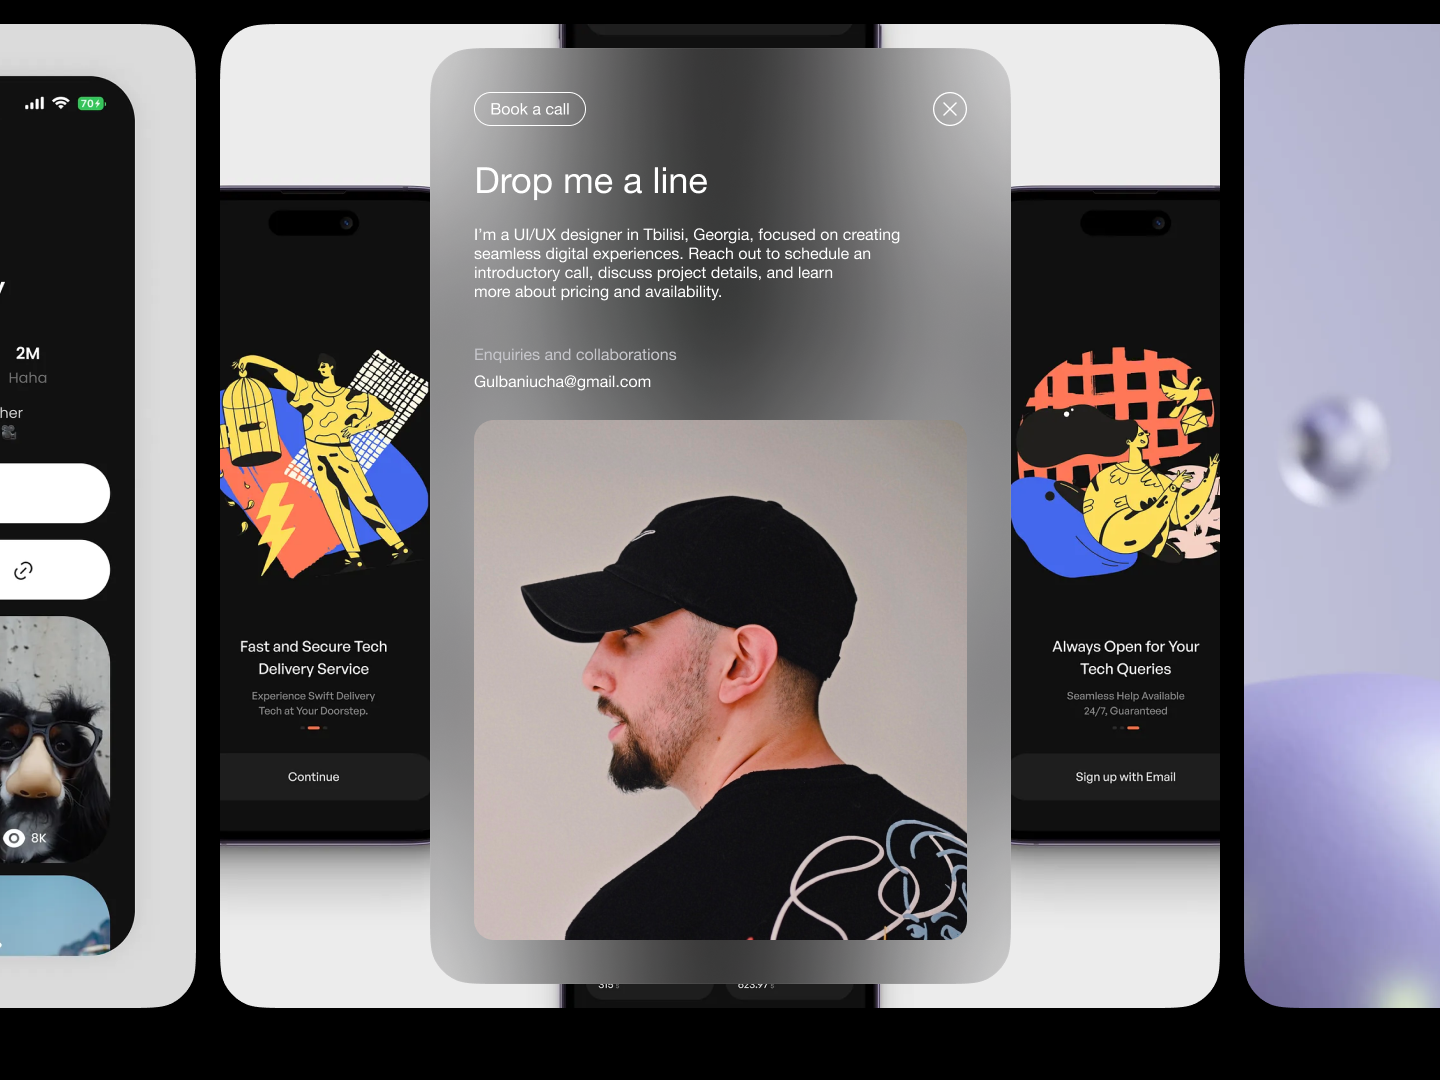 70
2M
Haha
her
8K
Fast and Secure Tech
Delivery Service
Experience Swift Delivery
Tech at Your Doorstep.
Continue
Book a call
Drop me a line
I'm a UI/UX designer in Tbilisi, Georgia, focused on creating
seamless digital experiences. Reach out to schedule an
introductory call, discuss project details, and learn
more about pricing and availability.
Enquiries and collaborations
Gulbaniucha@gmail.com
315
623.97
Always Open for Your
Tech Queries
Seamless Help Available
24/7, Guaranteed
Sign up with Email